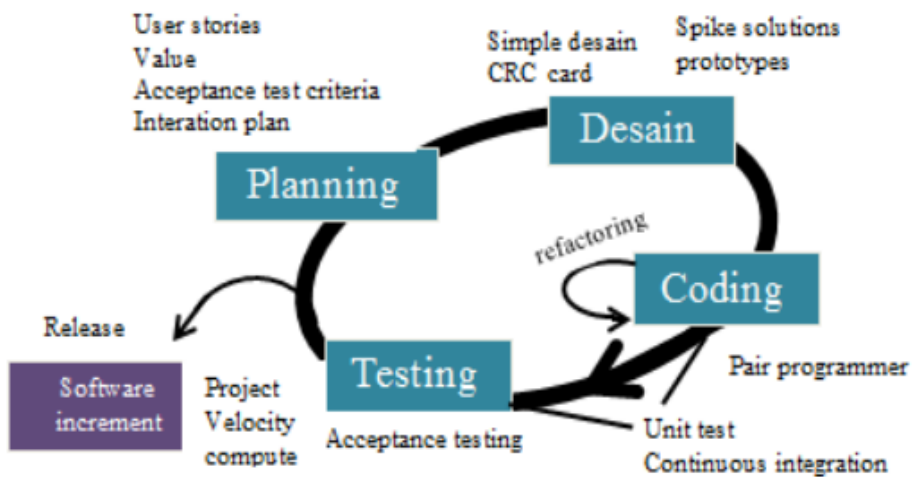 User stories
Value
Acceptance test criteria
Interation plan
Simple desain
CRC card
Spike solutions
prototypes
Desain
Planning
refactoring
Coding
Release
Software
increment
Project
Velocity
compute
Testing
Acceptance testing
Pair programmer
Unit test
Continuous integration